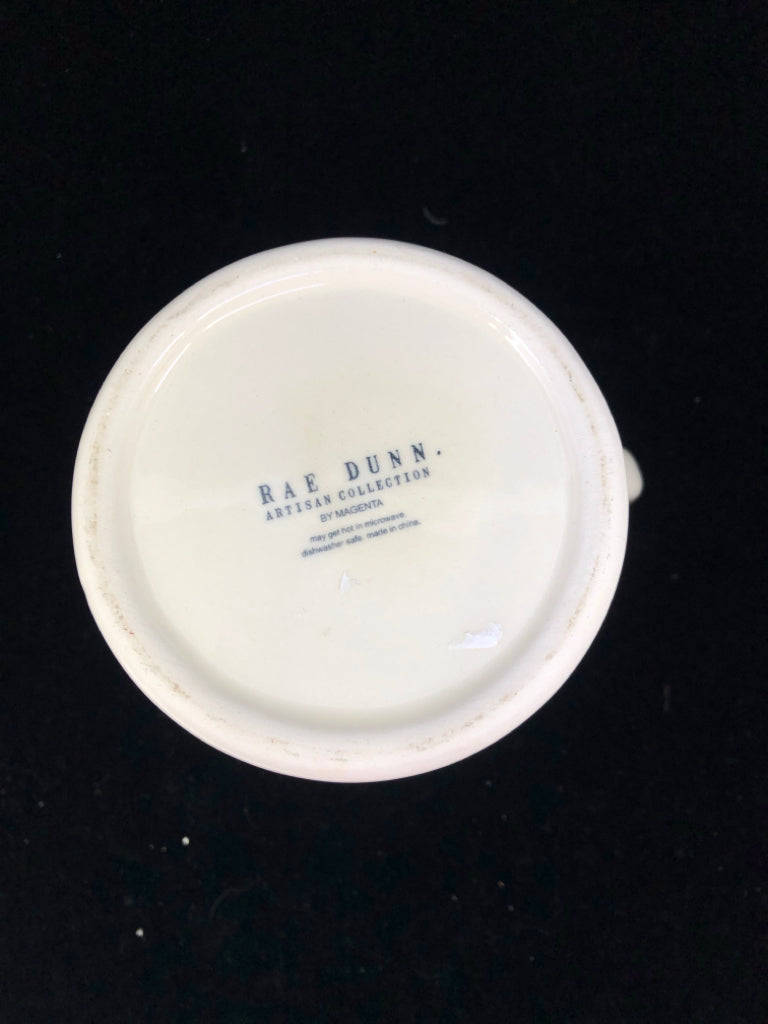 RAE DUNN.
ARTISAN COLLECTION
BY MAGENTA
may get hot in microwave.
dishwasher safe. made in china.